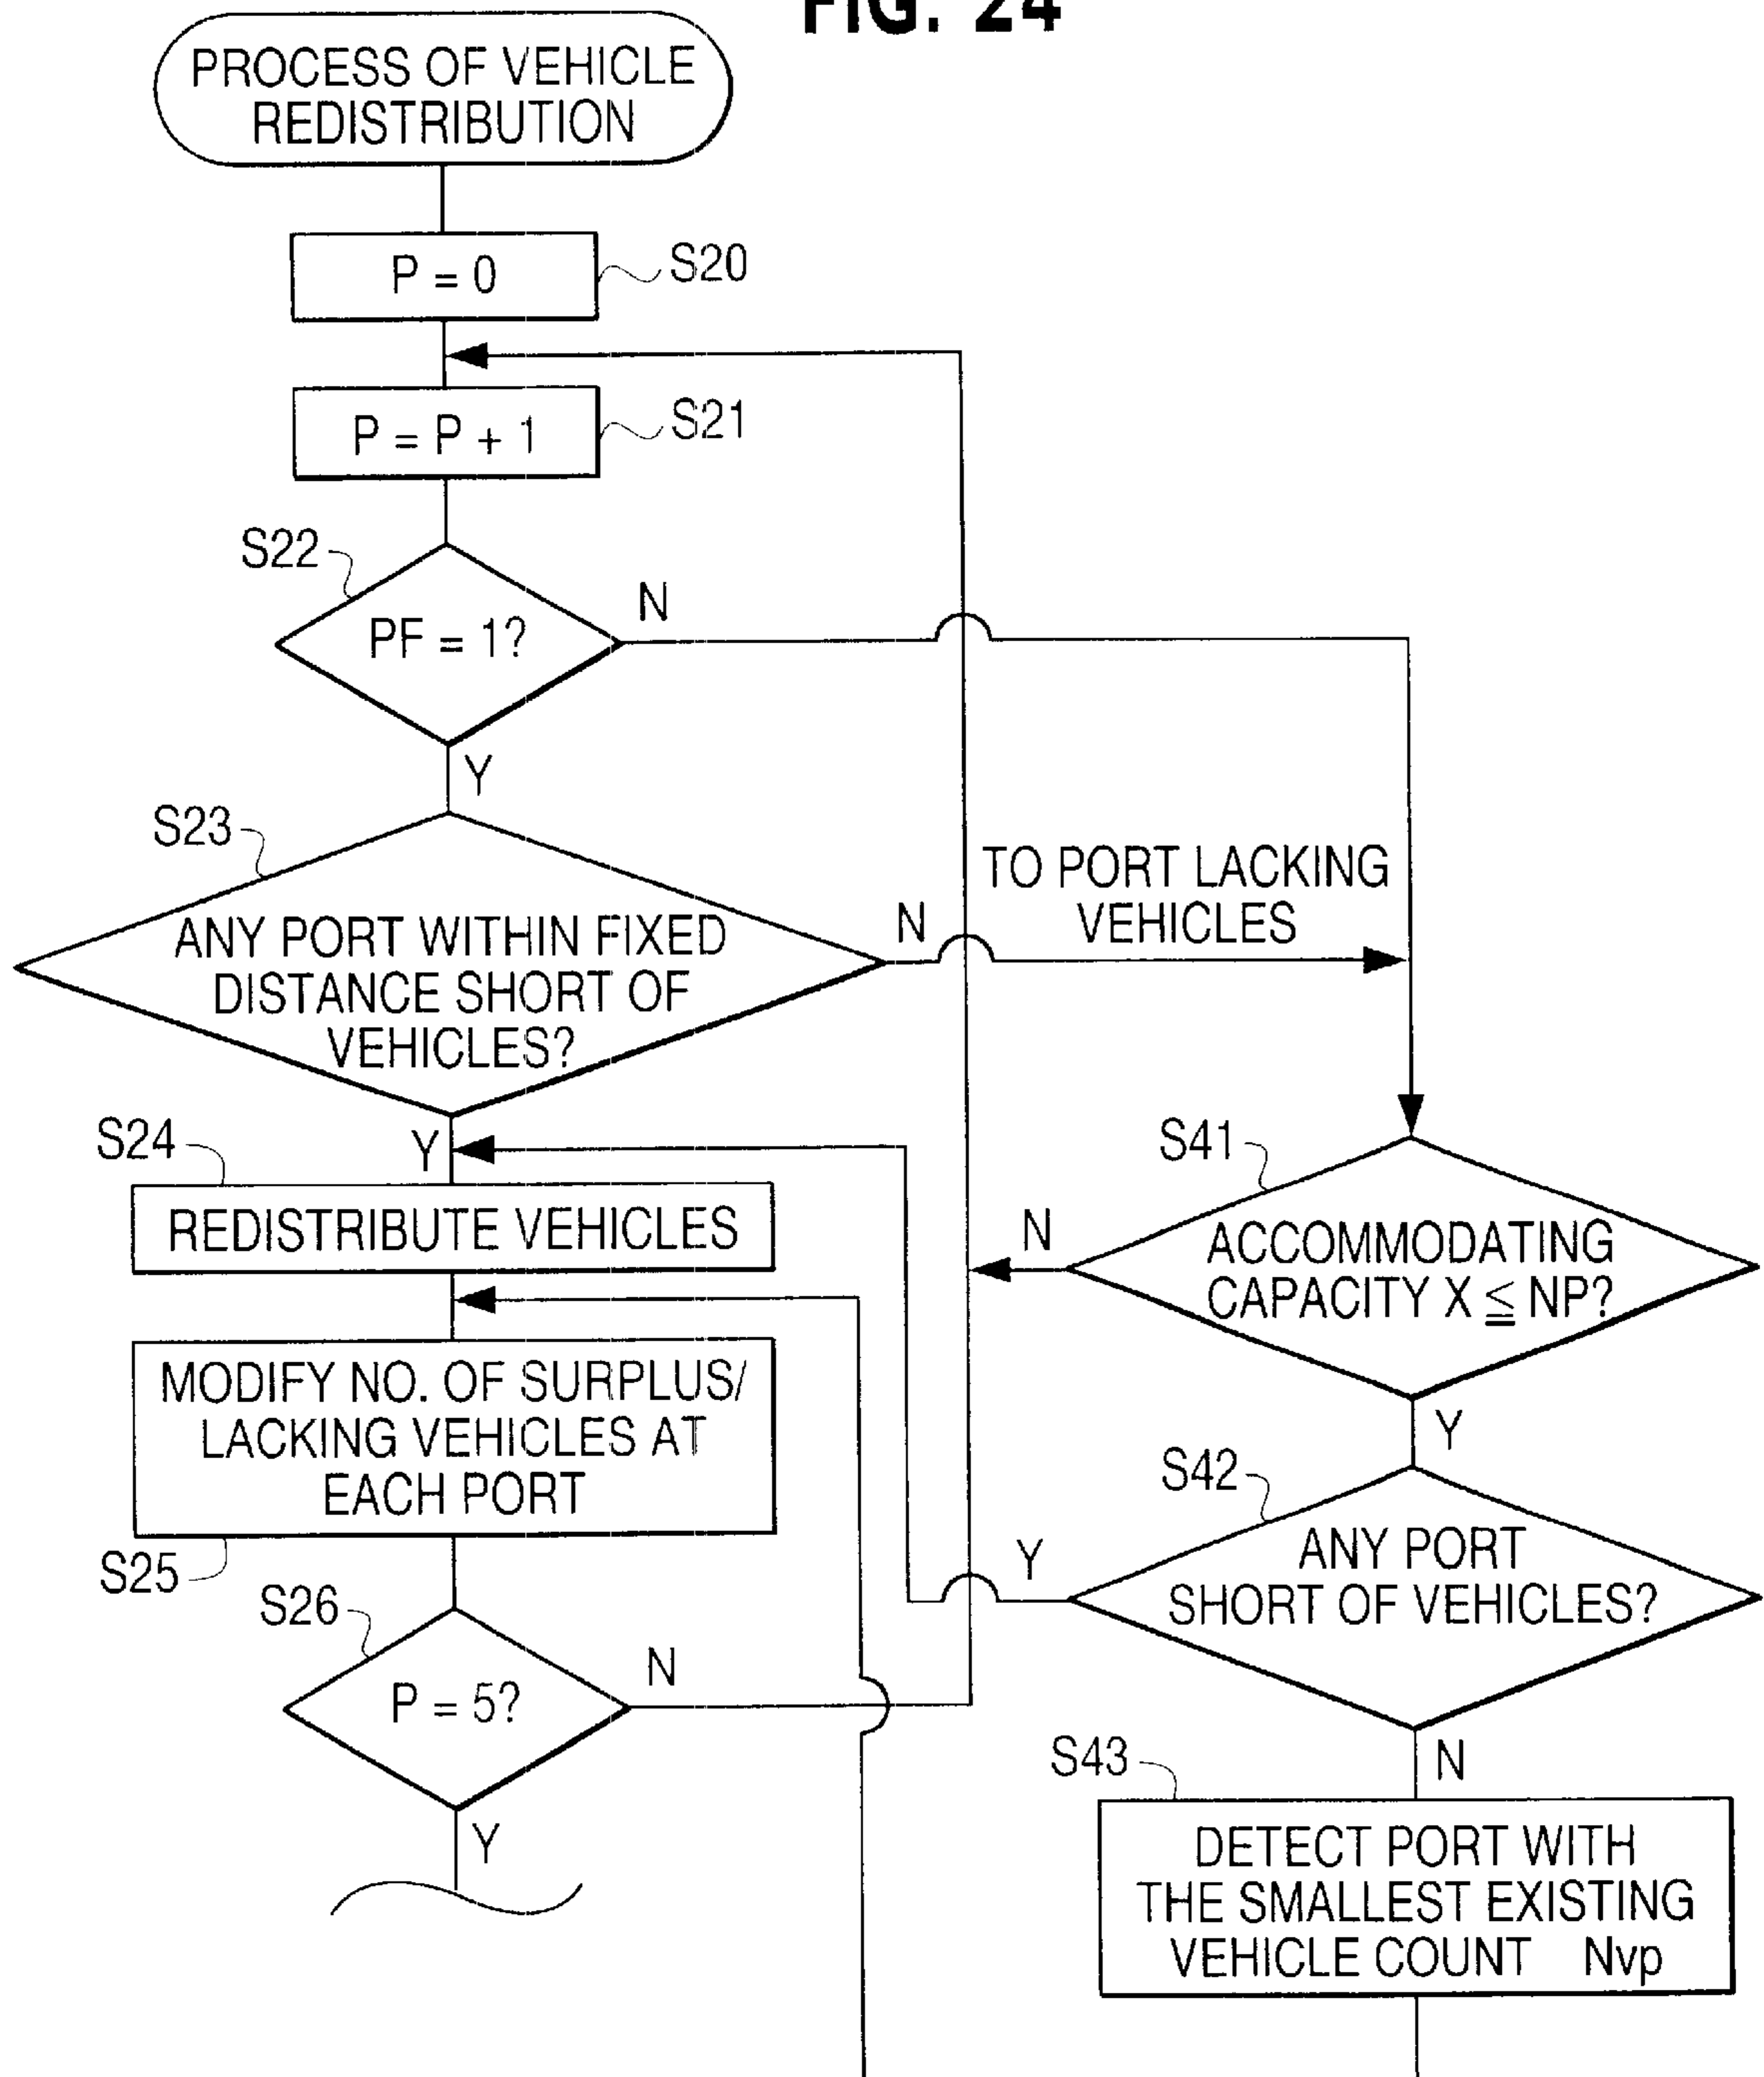 FIG. 24
PROCESS OF VEHICLE
REDISTRIBUTION
P = 0
S20
P = P + 1
S21
S22
PF = 1?
N
Y
S23
ANY PORT WITHIN FIXED
DISTANCE SHORT OF
VEHICLES?
N
TO PORT LACKING
VEHICLES
Y
S24
REDISTRIBUTE VEHICLES
MODIFY NO. OF SURPLUS/
LACKING VEHICLES AT
EACH PORT
S25
S26
P = 5?
N
Y
S41
ACCOMMODATING
CAPACITY X ≦ NP?
N
Y
S42
ANY PORT
SHORT OF VEHICLES?
Y
N
S43
DETECT PORT WITH
THE SMALLEST EXISTING
VEHICLE COUNT Nvp